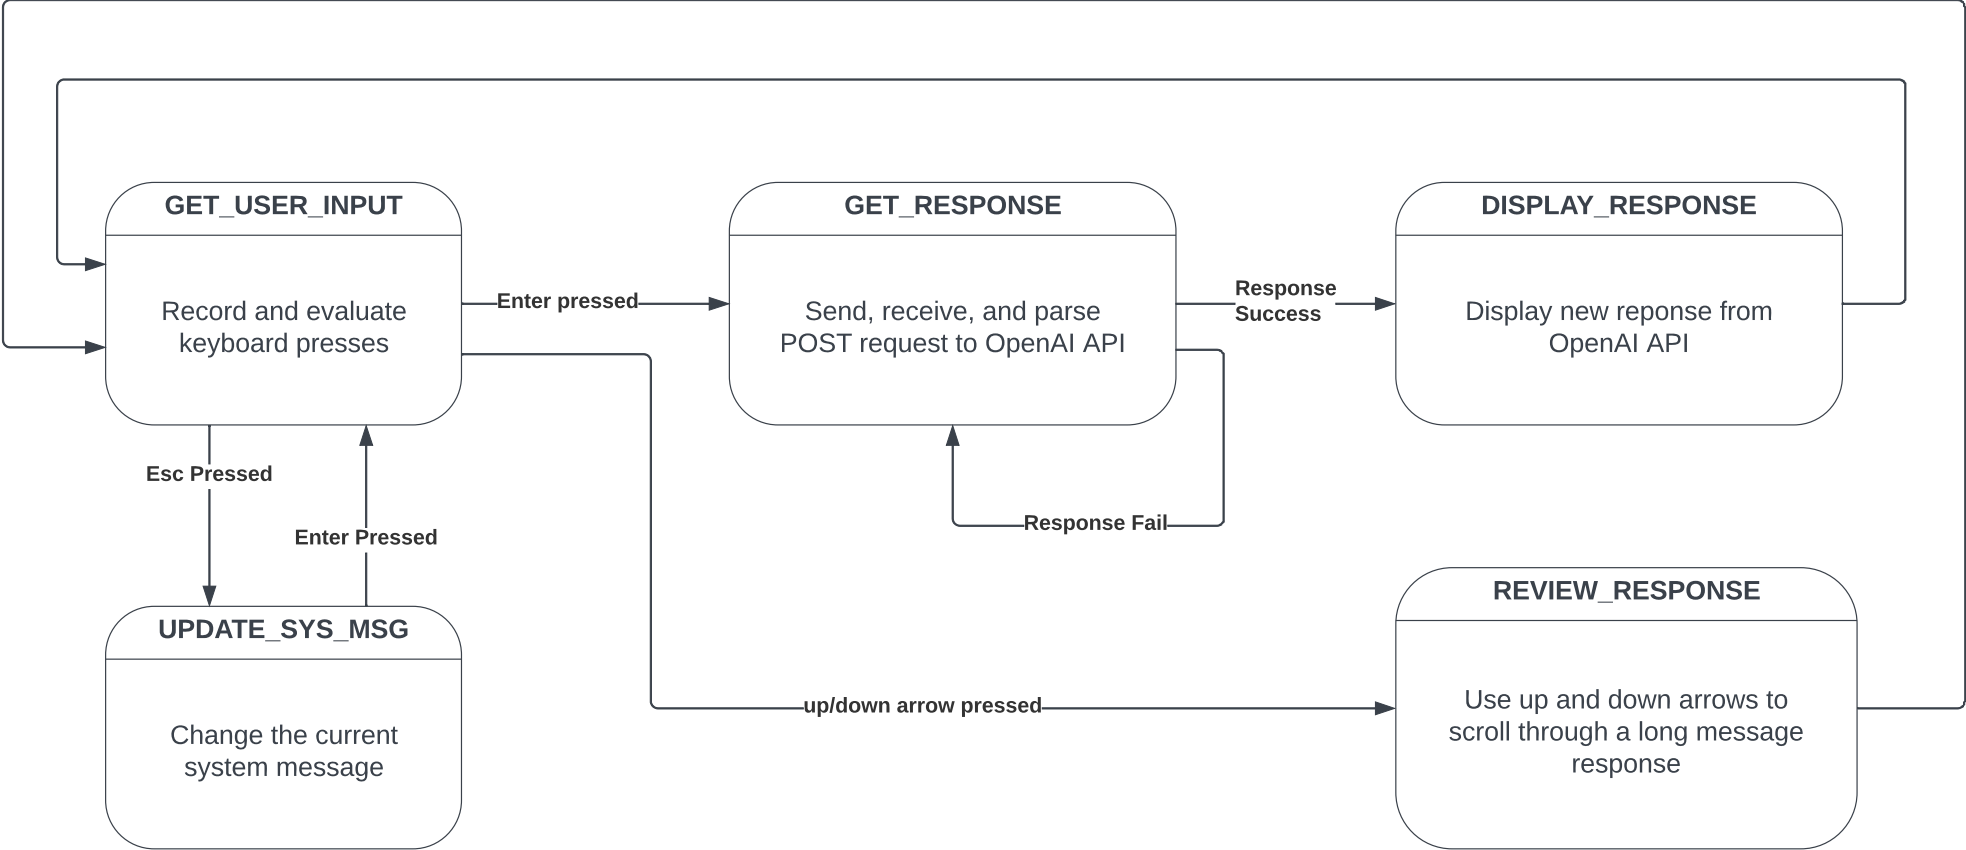 GET_USER_INPUT
Record and evaluate
keyboard presses
Enter pressed
GET_RESPONSE
Send, receive, and parse
POST request to OpenAI API
Response
Success
DISPLAY_RESPONSE
Display new reponse from
OpenAI API
Esc Pressed
Enter Pressed
Response Fail
UPDATE_SYS_MSG
Change the current
system message
up/down arrow pressed
REVIEW_RESPONSE
Use up and down arrows to
scroll through a long message
response